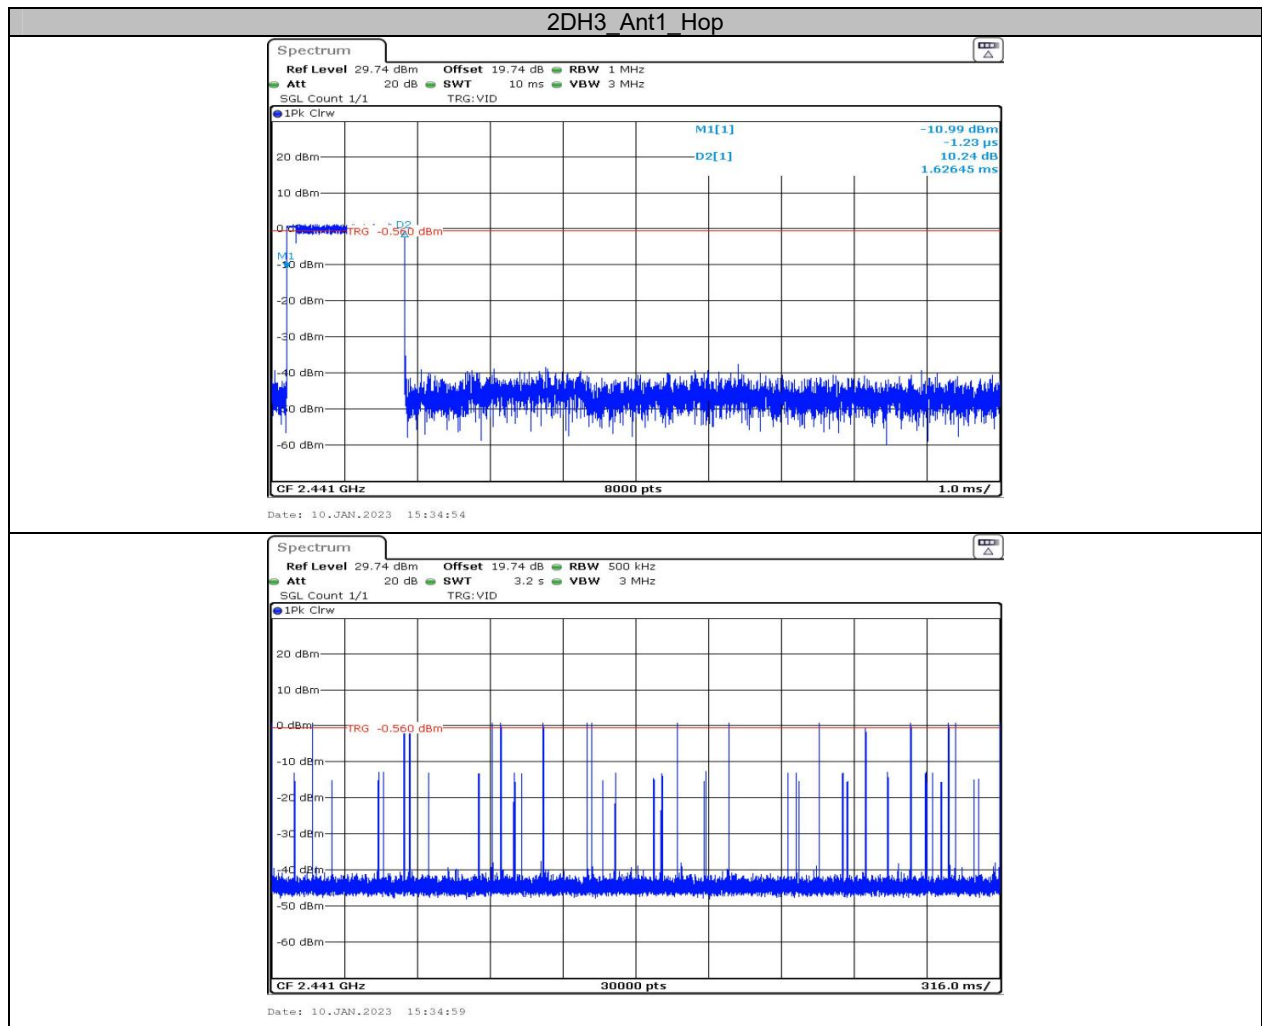 2DH3_Ant1_Hop
Spectrum
Ref Level 29.74 dBm Offset 19.74 dB RBW 1 MHz
Att 20 dB SWT 10 ms VBW 3 MHz
SGL Count 1/1 TRG:VID
1Pk Clrw
M1[1] -10.99 dBm
-1.23 µs
20 dBm D2[1] 10.24 dB
1.62645 ms
10 dBm
D2
TRG -0.560 dBm
M1
-10 dBm
-20 dBm
-30 dBm
-40 dBm
-50 dBm
-60 dBm
CF 2.441 GHz 8000 pts 1.0 ms/
Date: 10.JAN.2023 15:34:54
Spectrum
Ref Level 29.74 dBm Offset 19.74 dB RBW 500 kHz
Att 20 dB SWT 3.2 s VBW 3 MHz
SGL Count 1/1 TRG:VID
1Pk Clrw
20 dBm
10 dBm
0 dBm
TRG -0.560 dBm
-10 dBm
-20 dBm
-30 dBm
-40 dBm
-50 dBm
-60 dBm
CF 2.441 GHz 30000 pts 316.0 ms/
Date: 10.JAN.2023 15:34:59